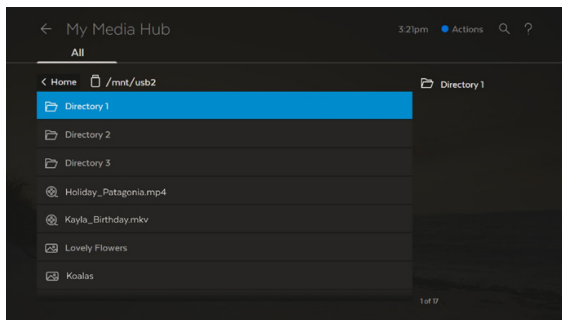 ← My Media Hub 3:21pm Actions ?
All
< Home /mnt/usb2
Directory 1
Directory 1
Directory 2
Directory 3
Holiday_Patagonia.mp4
Kayla_Birthday.mkv
Lovely Flowers
Koalas
1 of 17